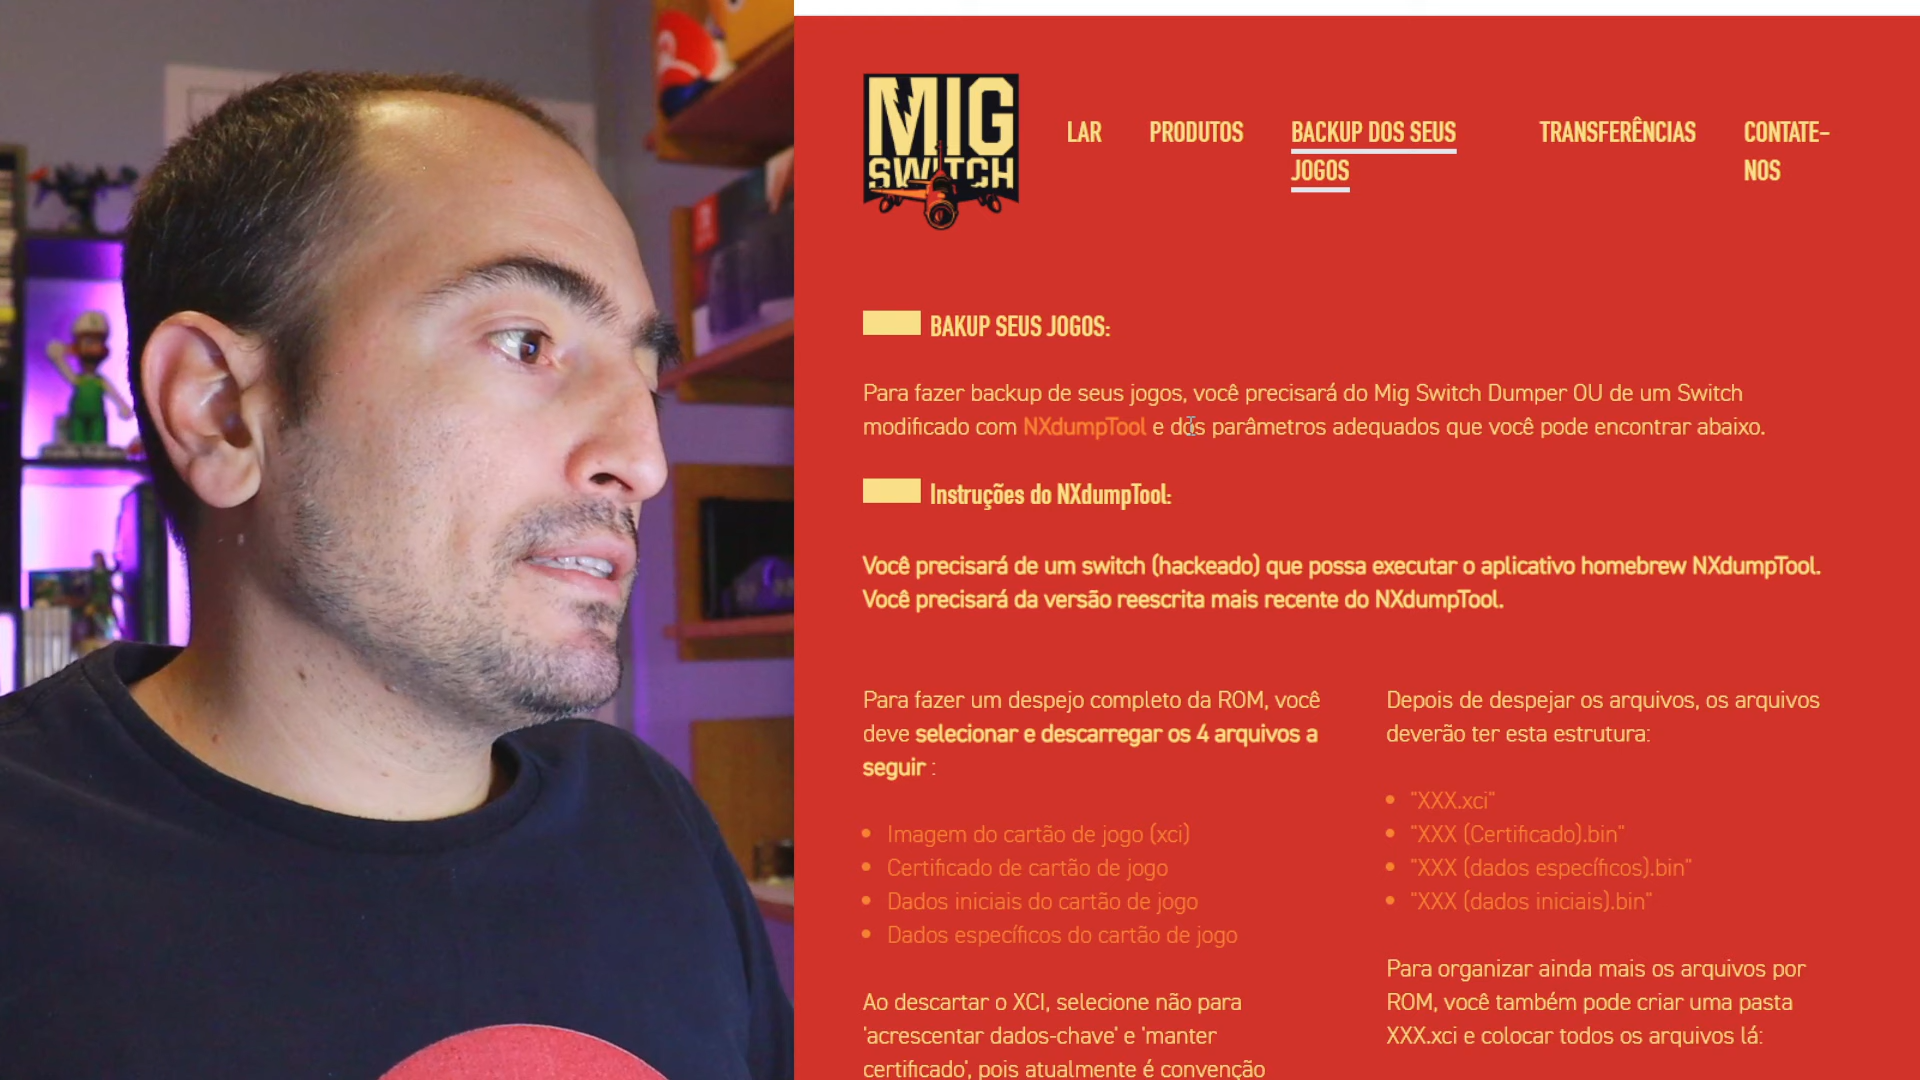 MIG
SWITCH
LAR
PRODUTOS
BACKUP DOS SEUS
JOGOS
TRANSFERÊNCIAS
CONTATE-
NOS
BAKUP SEUS JOGOS:
Para fazer backup de seus jogos, você precisará do Mig Switch Dumper OU de um Switch
modificado com NXdumpTool e dos parâmetros adequados que você pode encontrar abaixo.
Instruções do NXdumpTool:
Você precisará de um switch (hackeado) que possa executar o aplicativo homebrew NXdumpTool.
Você precisará da versão reescrita mais recente do NXdumpTool.
Para fazer um despejo completo da ROM, você
deve selecionar e descarregar os 4 arquivos a
seguir :
Imagem do cartão de jogo (xci)
Certificado de cartão de jogo
Dados iniciais do cartão de jogo
Dados específicos do cartão de jogo
Ao descartar o XCI, selecione não para
'acrescentar dados-chave' e 'manter
certificado', pois atualmente é convenção
Depois de despejar os arquivos, os arquivos
deverão ter esta estrutura:
"XXX.xci"
"XXX (Certificado).bin"
"XXX (dados específicos).bin"
"XXX (dados iniciais).bin"
Para organizar ainda mais os arquivos por
ROM, você também pode criar uma pasta
XXX.xci e colocar todos os arquivos lá: